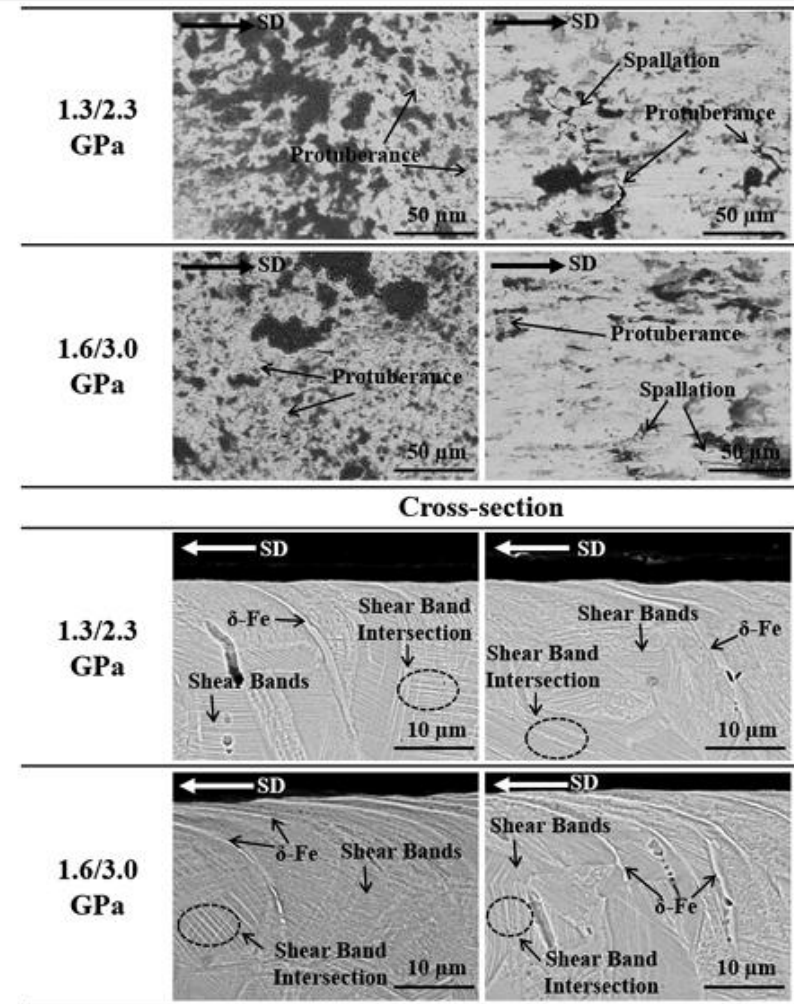 1.3/2.3
GPa
SD
Protuberance
50 µm
SD
Spallation
Protuberance
50 µm
1.6/3.0
GPa
SD
Protuberance
50 µm
SD
Protuberance
Spallation
50 µm
Cross-section
1.3/2.3
GPa
SD
δ-Fe
Shear Band
Intersection
Shear Bands
10 µm
SD
Shear Bands
δ-Fe
Shear Band
Intersection
10 µm
1.6/3.0
GPa
SD
δ-Fe
Shear Bands
Shear Band
Intersection
10 µm
SD
Shear Bands
δ-Fe
Shear Band
Intersection
10 µm